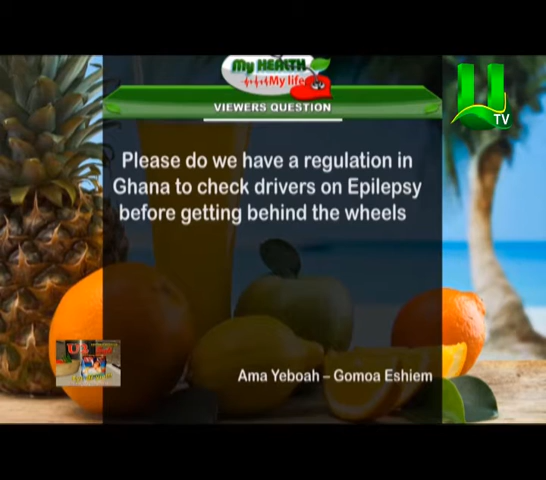 My HEALTH
My life
VIEWERS QUESTION
U
TV
Please do we have a regulation in
Ghana to check drivers on Epilepsy
before getting behind the wheels
Ama Yeboah – Gomoa Eshiem